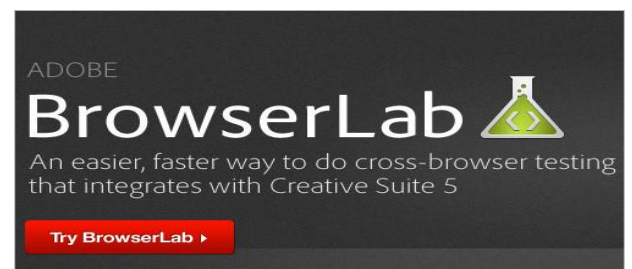 ADOBE
BrowserLab
An easier, faster way to do cross-browser testing
that integrates with Creative Suite 5
Try BrowserLab